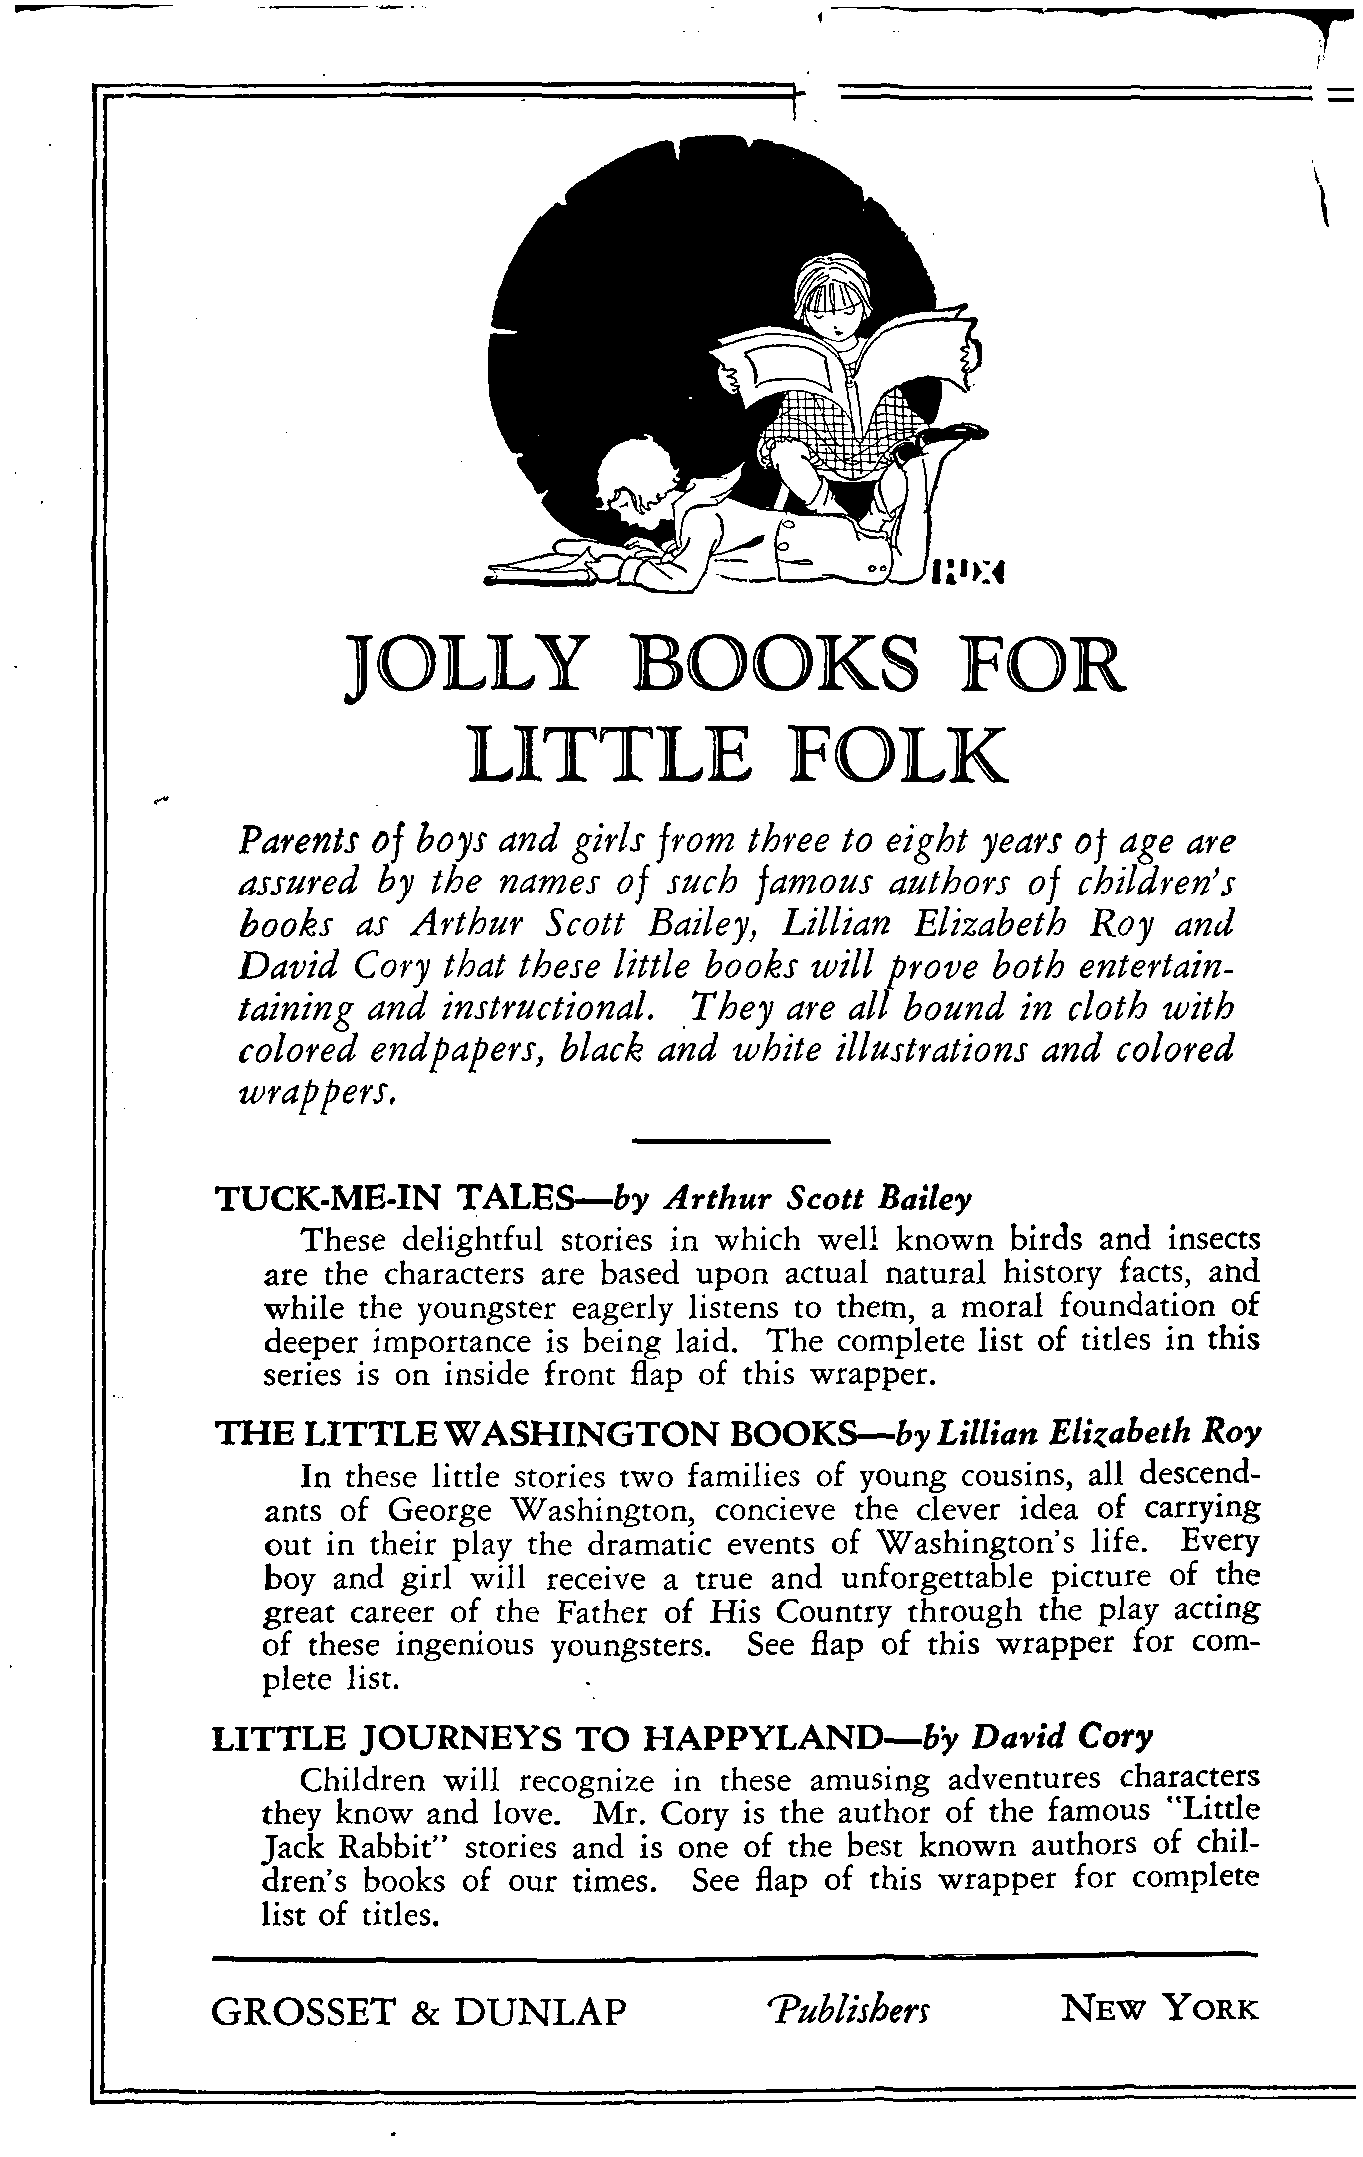 JOLLY BOOKS FOR
LITTLE FOLK
Parents of boys and girls from three to eight years of age are
assured by the names of such famous authors of children's
books as Arthur Scott Bailey, Lillian Elizabeth Roy and
David Cory that these little books will prove both entertain-
taining and instructional. They are all bound in cloth with
colored endpapers, black and white illustrations and colored
wrappers.
TUCK-ME-IN TALES—by Arthur Scott Bailey
These delightful stories in which well known birds and insects
are the characters are based upon actual natural history facts, and
while the youngster eagerly listens to them, a moral foundation of
deeper importance is being laid. The complete list of titles in this
series is on inside front flap of this wrapper.
THE LITTLE WASHINGTON BOOKS—by Lillian Elizabeth Roy
In these little stories two families of young cousins, all descend-
ants of George Washington, concieve the clever idea of carrying
out in their play the dramatic events of Washington's life. Every
boy and girl will receive a true and unforgettable picture of the
great career of the Father of His Country through the play acting
of these ingenious youngsters. See flap of this wrapper for com-
plete list.
LITTLE JOURNEYS TO HAPPYLAND—by David Cory
Children will recognize in these amusing adventures characters
they know and love. Mr. Cory is the author of the famous "Little
Jack Rabbit" stories and is one of the best known authors of chil-
dren's books of our times. See flap of this wrapper for complete
list of titles.
GROSSET & DUNLAP Publishers NEW YORK